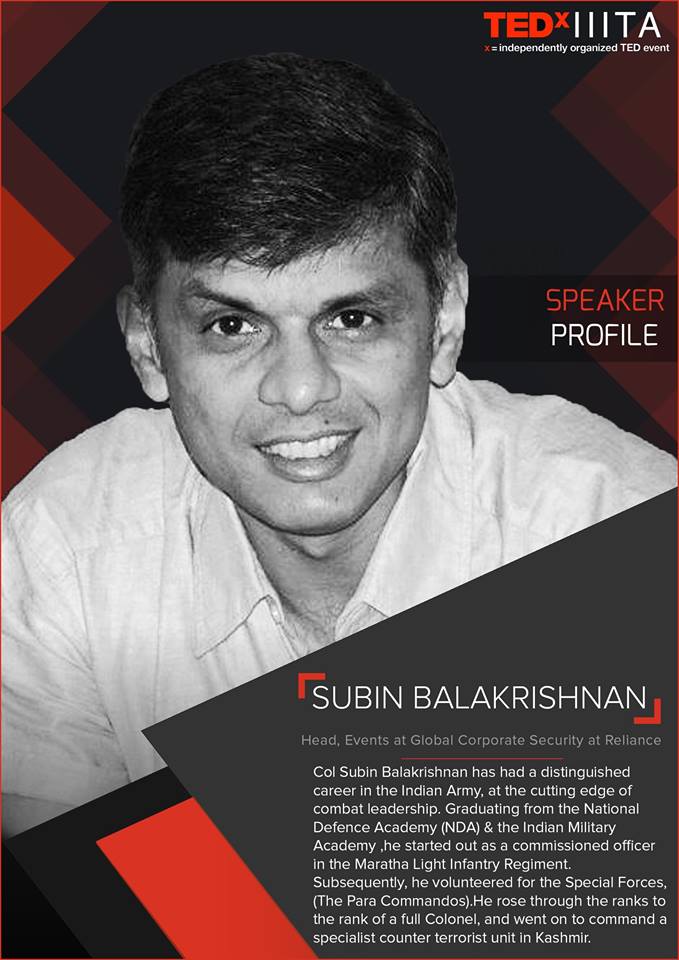 TEDxIIITA
x = independently organized TED event
SPEAKER
PROFILE
SUBIN BALAKRISHNAN
Head, Events at Global Corporate Security at Reliance
Col Subin Balakrishnan has had a distinguished
career in the Indian Army, at the cutting edge of
combat leadership. Graduating from the National
Defence Academy (NDA) & the Indian Military
Academy ,he started out as a commissioned officer
in the Maratha Light Infantry Regiment.
Subsequently, he volunteered for the Special Forces,
(The Para Commandos).He rose through the ranks to
the rank of a full Colonel, and went on to command a
specialist counter terrorist unit in Kashmir.